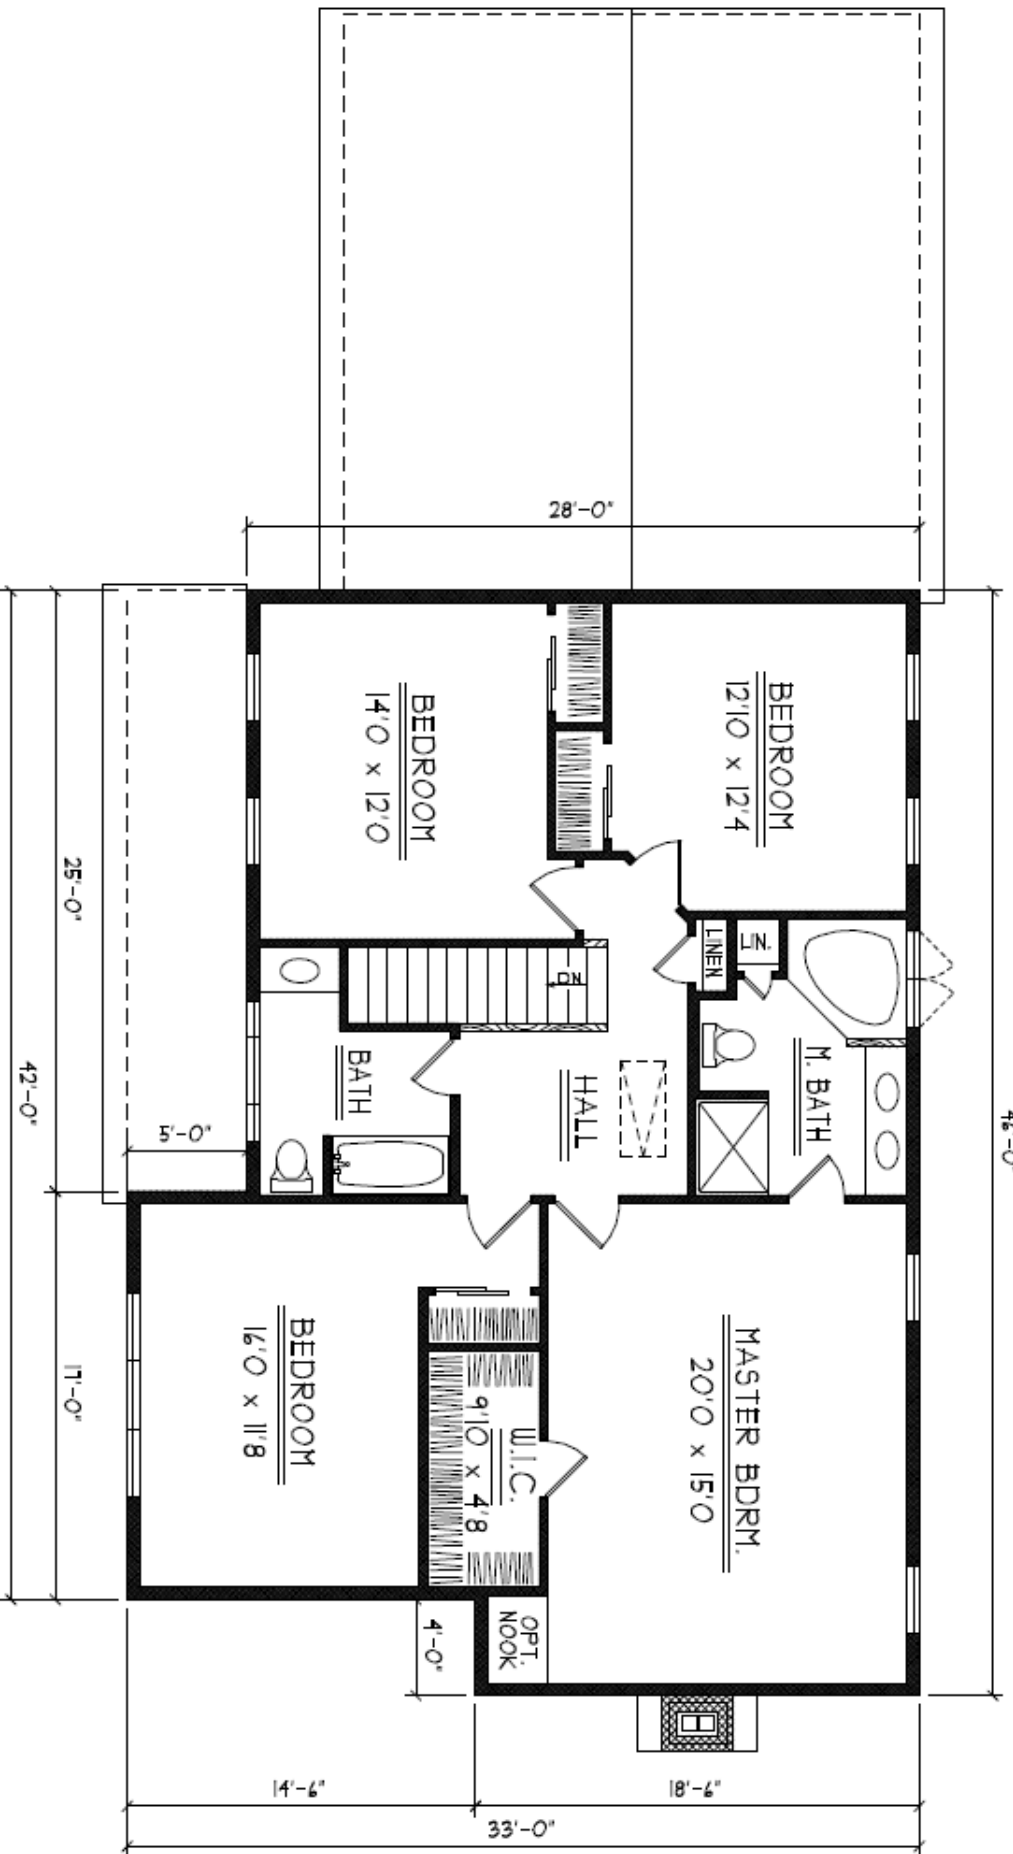 28'-0"
BEDROOM
14'0 x 12'0
BEDROOM
12'10 x 12'4
LINEN
LIN.
DN
BATH
HALL
M. BATH
25'-0"
42'-0"
46'-0"
5'-0"
17'-0"
BEDROOM
16'0 x 11'8
W.I.C.
9'10 x 4'8
MASTER BDRM.
20'0 x 15'0
OPT.
NOOK
4'-0"
14'-6"
18'-6"
33'-0"